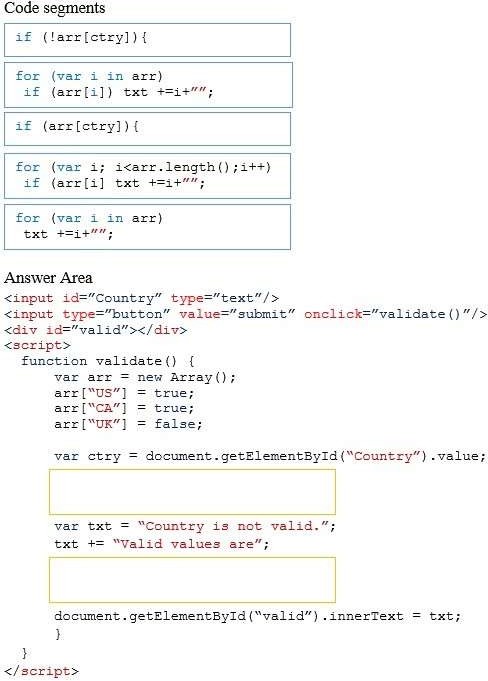 Code segments
if (!arr[ctry]){
for (var i in arr)
if (arr[i]) txt +=i+””;
if (arr[ctry]){
for (var i; i<arr.length();i++)
if (arr[i] txt +=i+””;
for (var i in arr)
txt +=i+””;
Answer Area
<input id=”Country” type=”text”/>
<input type=”button” value=”submit” onclick=”validate()”/>
<div id=”valid”></div>
<script>
function validate() {
var arr = new Array();
arr[“US”] = true;
arr[“CA”] = true;
arr[“UK”] = false;
var ctry = document.getElementById(“Country”).value;
var txt = “Country is not valid.”;
txt += “Valid values are”;
document.getElementById(“valid”).innerText = txt;
}
}
</script>